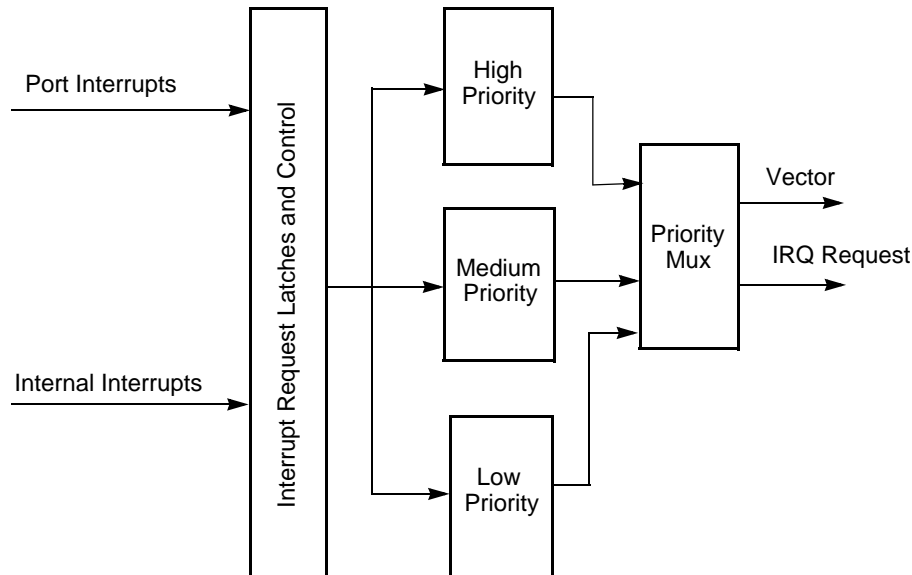 Port Interrupts
Internal Interrupts
Interrupt Request Latches and Control
High
Priority
Medium
Priority
Low
Priority
Priority
Mux
Vector
IRQ Request